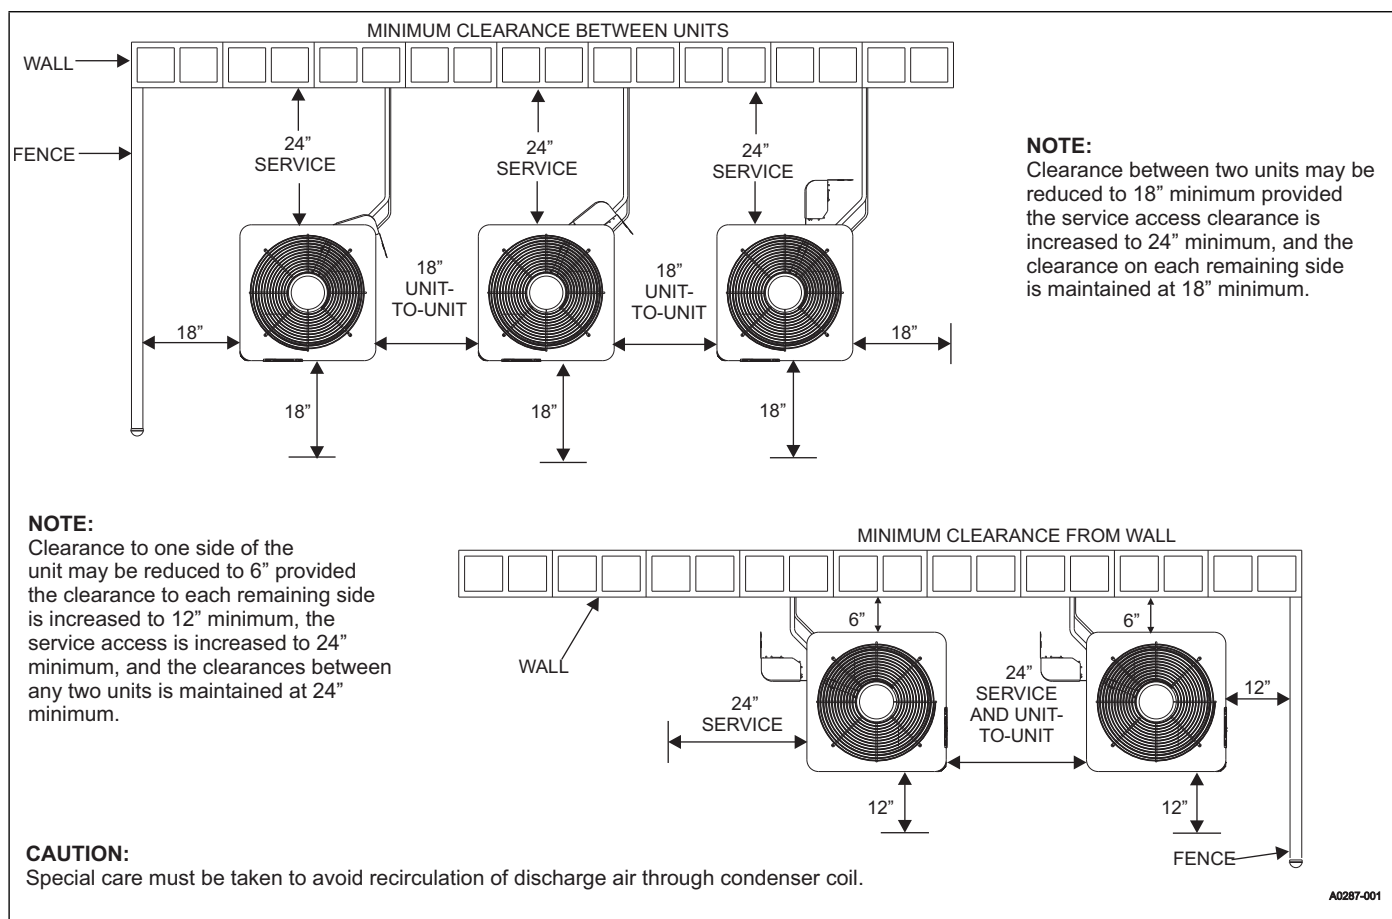 MINIMUM CLEARANCE BETWEEN UNITS
WALL
FENCE
24”
SERVICE
24”
SERVICE
24”
SERVICE
18”
UNIT-
TO-UNIT
18”
UNIT-
TO-UNIT
18”
18”
18”
18”
18”
NOTE:
Clearance between two units may be
reduced to 18” minimum provided
the service access clearance is
increased to 24” minimum, and the
clearance on each remaining side
is maintained at 18” minimum.
NOTE:
Clearance to one side of the
unit may be reduced to 6” provided
the clearance to each remaining side
is increased to 12” minimum, the
service access is increased to 24”
minimum, and the clearances between
any two units is maintained at 24”
minimum.
MINIMUM CLEARANCE FROM WALL
6”
6”
WALL
24”
SERVICE
24”
SERVICE
AND UNIT-
TO-UNIT
12”
12”
12”
FENCE
CAUTION:
Special care must be taken to avoid recirculation of discharge air through condenser coil.
A0287-001